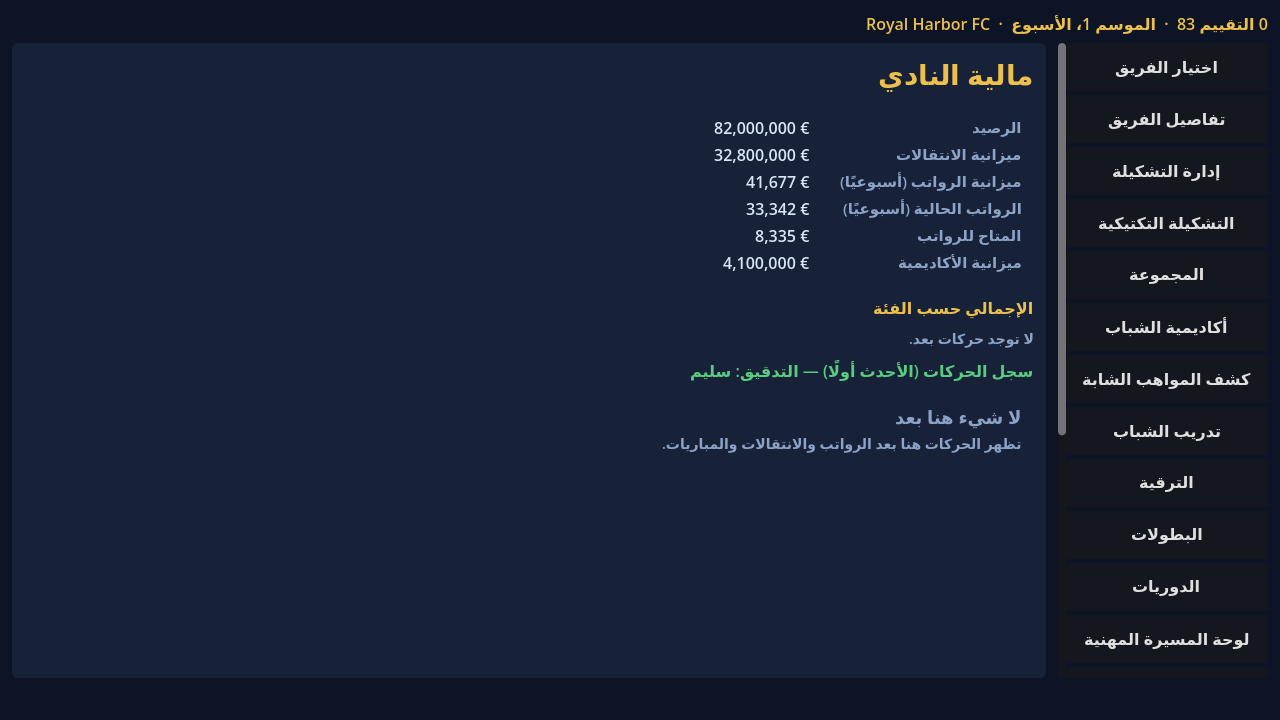 Royal Harbor FC · الموسم 1، الأسبوع 0 التقييم 83
اختيار الفريق
تفاصيل الفريق
إدارة التشكيلة
التشكيلة التكتيكية
المجموعة
أكاديمية الشباب
كشف المواهب الشابة
تدريب الشباب
الترقية
البطولات
الدوريات
لوحة المسيرة المهنية
مالية النادي
الرصيد 82,000,000 €
ميزانية الانتقالات 32,800,000 €
ميزانية الرواتب (أسبوعيًا) 41,677 €
الرواتب الحالية (أسبوعيًا) 33,342 €
المتاح للرواتب 8,335 €
ميزانية الأكاديمية 4,100,000 €
الإجمالي حسب الفئة
لا توجد حركات بعد.
سجل الحركات (الأحدث أولًا) — التدقيق: سليم
لا شيء هنا بعد
تظهر الحركات هنا بعد الرواتب والانتقالات والمباريات.